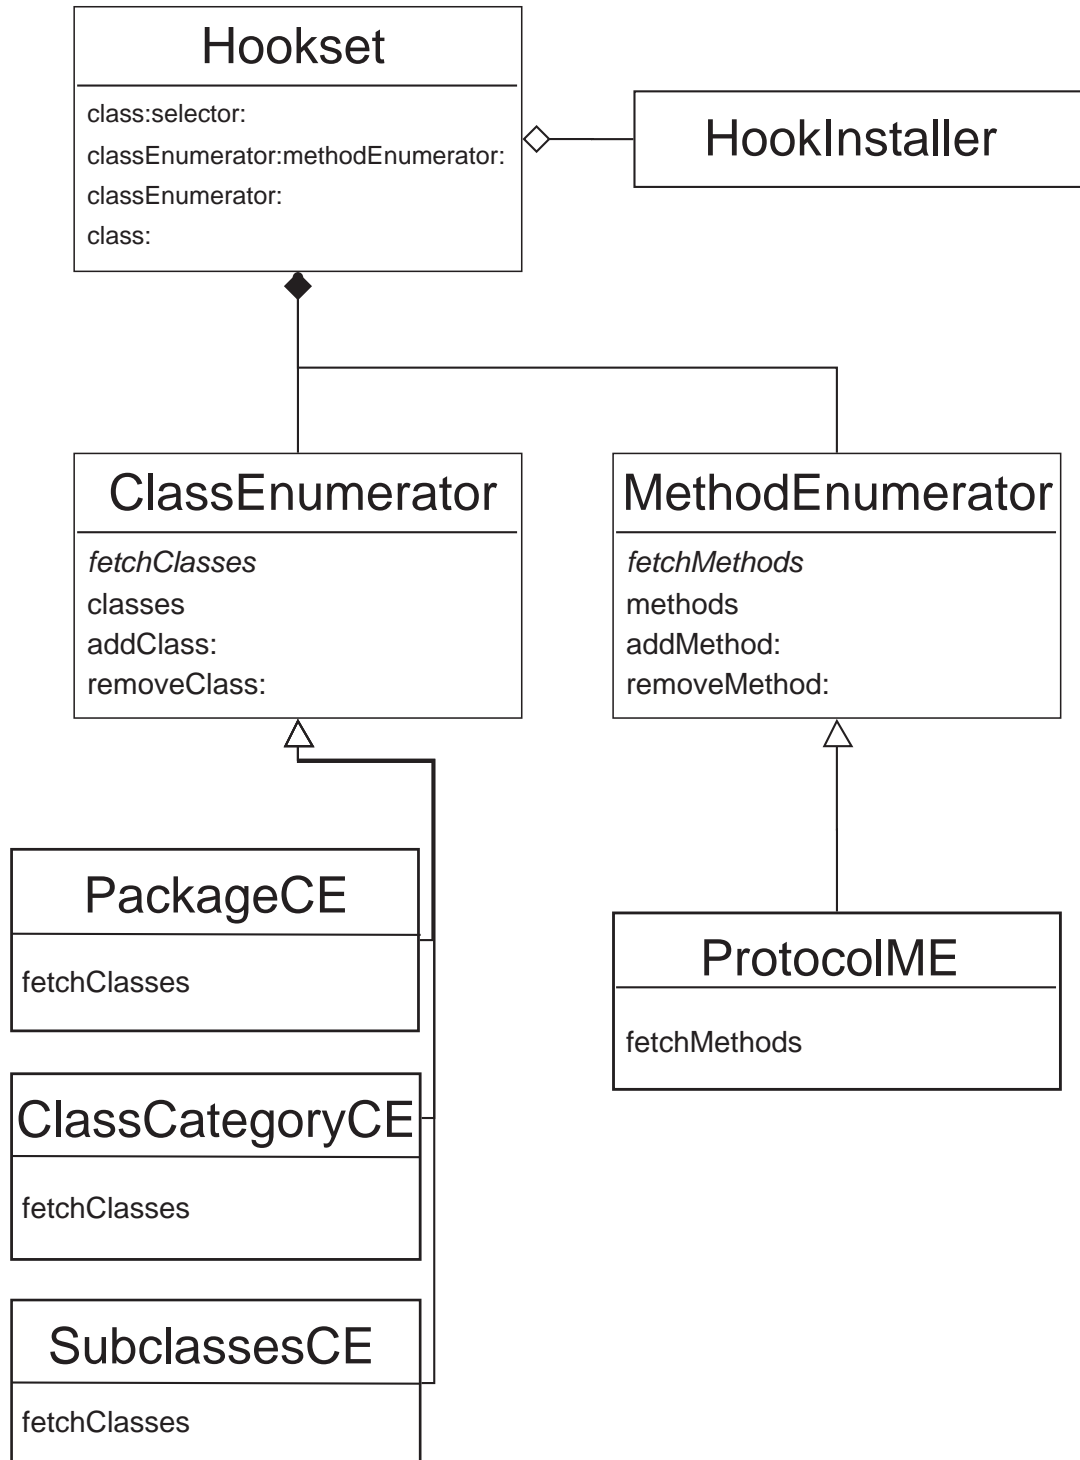 Hookset
class:selector:
classEnumerator:methodEnumerator:
classEnumerator:
class:
HookInstaller
ClassEnumerator
fetchClasses
classes
addClass:
removeClass:
MethodEnumerator
fetchMethods
methods
addMethod:
removeMethod:
PackageCE
fetchClasses
ClassCategoryCE
fetchClasses
SubclassesCE
fetchClasses
ProtocolME
fetchMethods